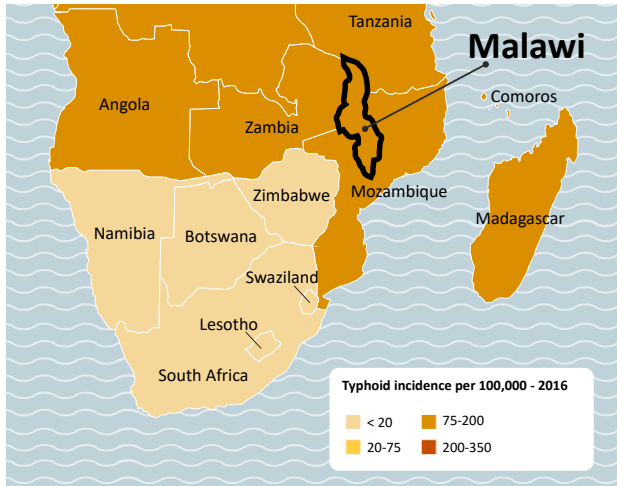 Tanzania
Malawi
Comoros
Angola
Zambia
Mozambique
Zimbabwe
Madagascar
Namibia
Botswana
Swaziland
Lesotho
South Africa
Typhoid incidence per 100,000 - 2016
< 20
75-200
20-75
200-350